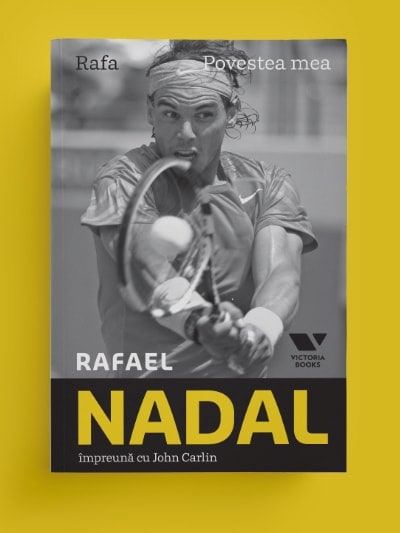 Rafa Povestea mea
VICTORIA
BOOKS
RAFAEL
NADAL
împreună cu John Carlin